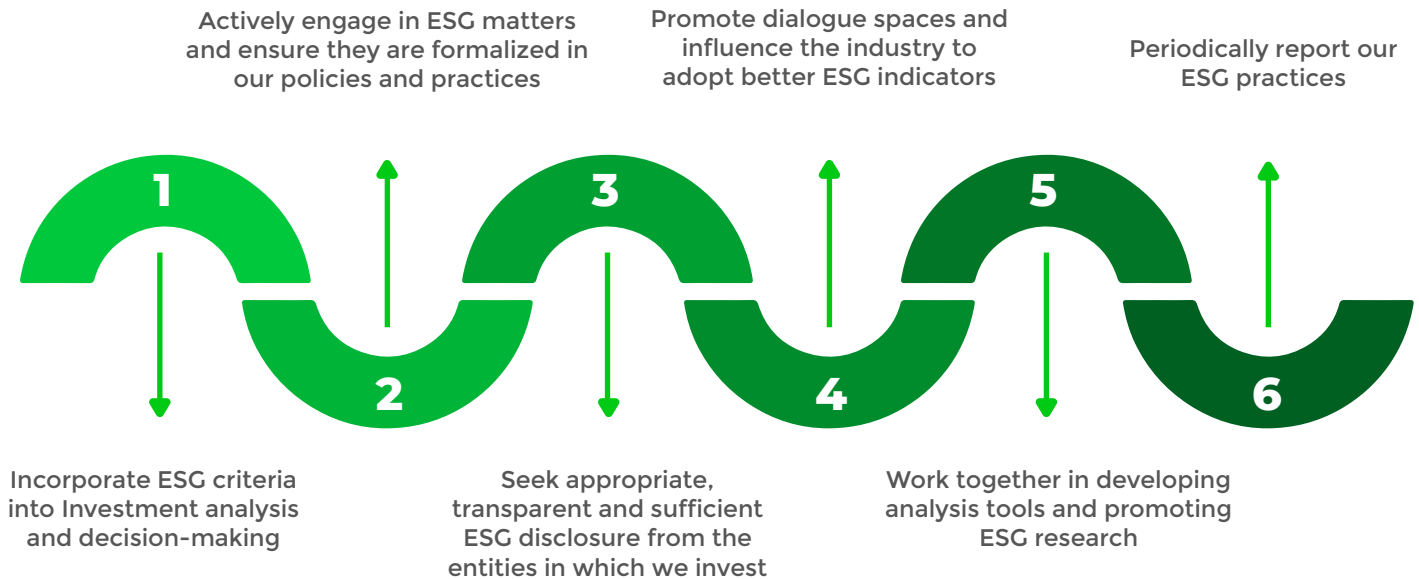 Actively engage in ESG matters
and ensure they are formalized in
our policies and practices
Promote dialogue spaces and
influence the industry to
adopt better ESG indicators
Periodically report our
ESG practices
1
3
5
2
4
6
Incorporate ESG criteria
into Investment analysis
and decision-making
Seek appropriate,
transparent and sufficient
ESG disclosure from the
entities in which we invest
Work together in developing
analysis tools and promoting
ESG research